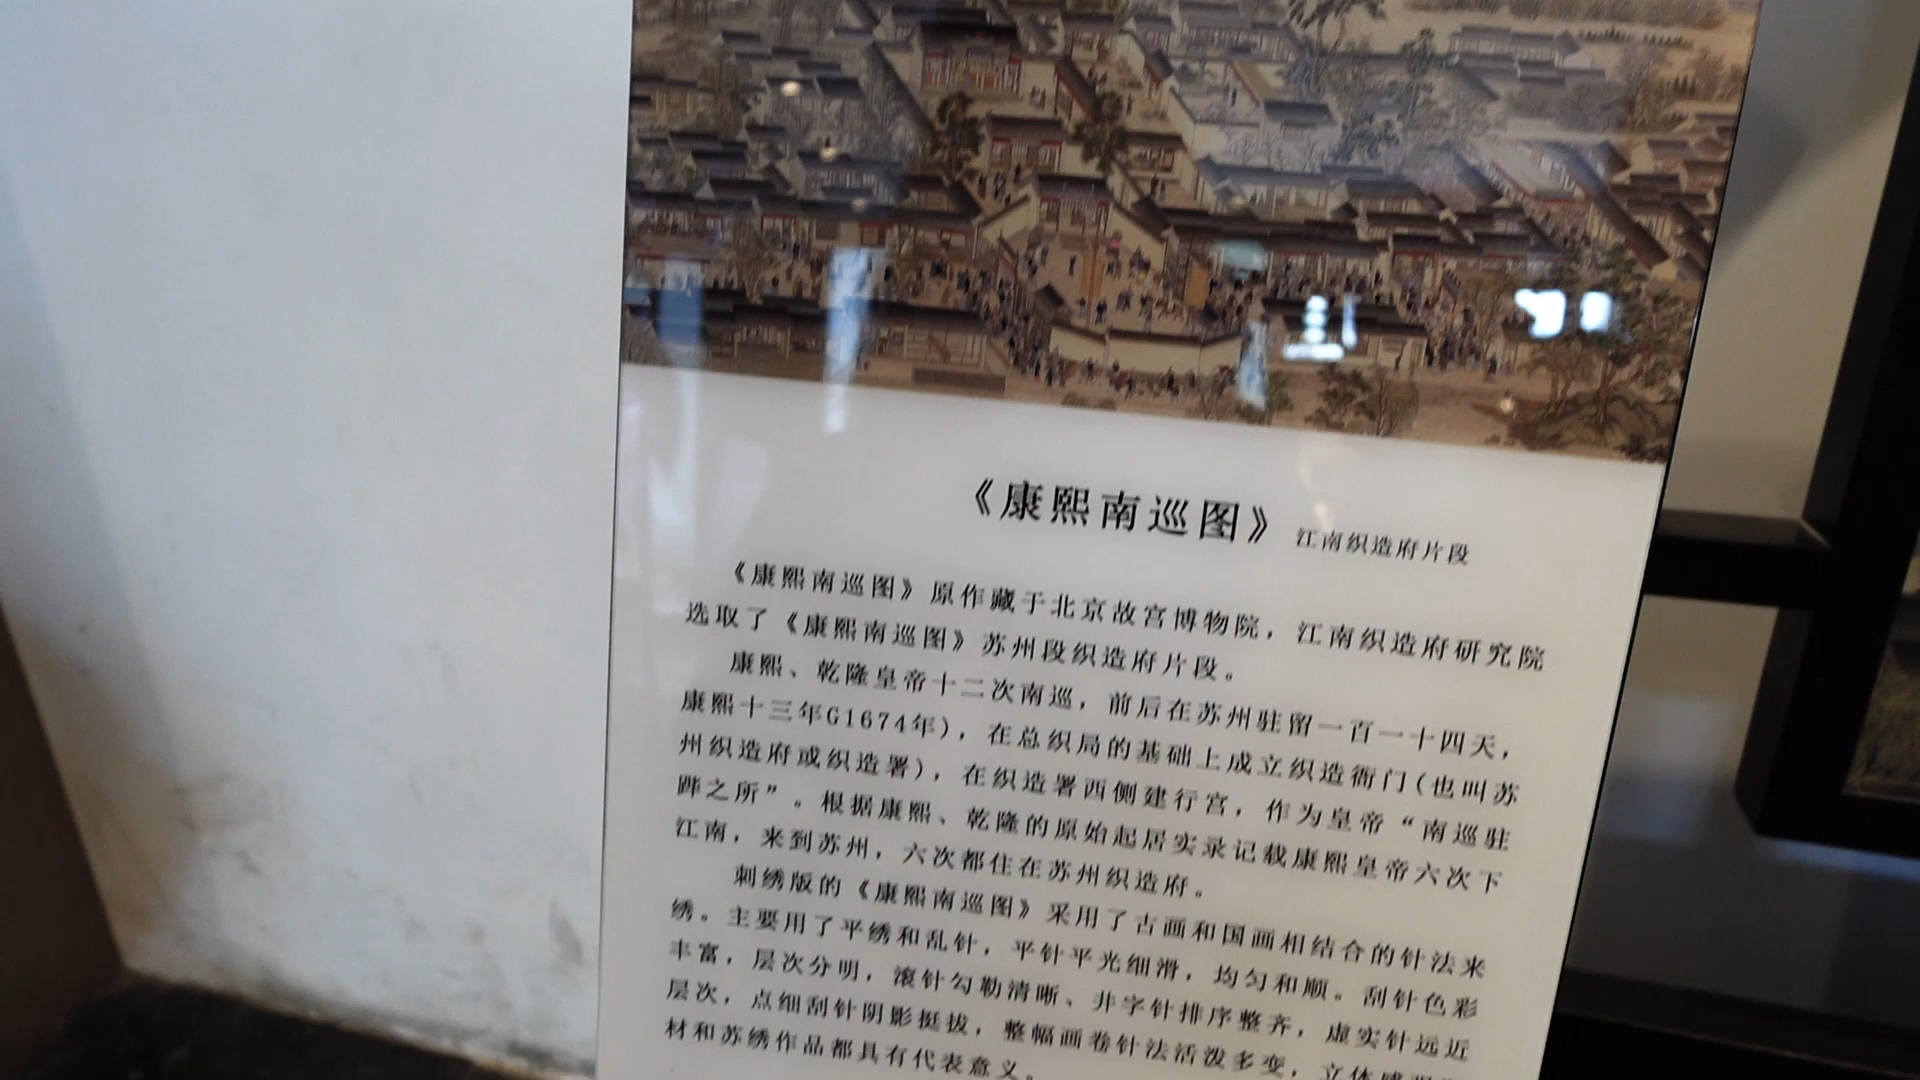 《康熙南巡图》 江南织造府片段
《康熙南巡图》原作藏于北京故宫博物院，江南织造府研究院
选取了《康熙南巡图》苏州段织造府片段。
康熙、乾隆皇帝十二次南巡，前后在苏州驻留一百一十四天，
康熙十三年G1674年)，在总织局的基础上成立织造衙门(也叫苏
州织造府或织造署)，在织造署西侧建行宫，作为皇帝“南巡驻
跸之所”。根据康熙、乾隆的原始起居实录记载康熙皇帝六次下
江南，来到苏州，六次都住在苏州织造府。
刺绣版的《康熙南巡图》采用了古画和国画相结合的针法来
绣。主要用了平绣和乱针，平针平光细滑，均匀和顺。刮针色彩
丰富，层次分明，滚针勾勒清晰、井字针排序整齐，虚实针远近
层次，点细刮针阴影挺拔，整幅画卷针法活泼多变，立体感
材和苏绣作品都具有代表意义。